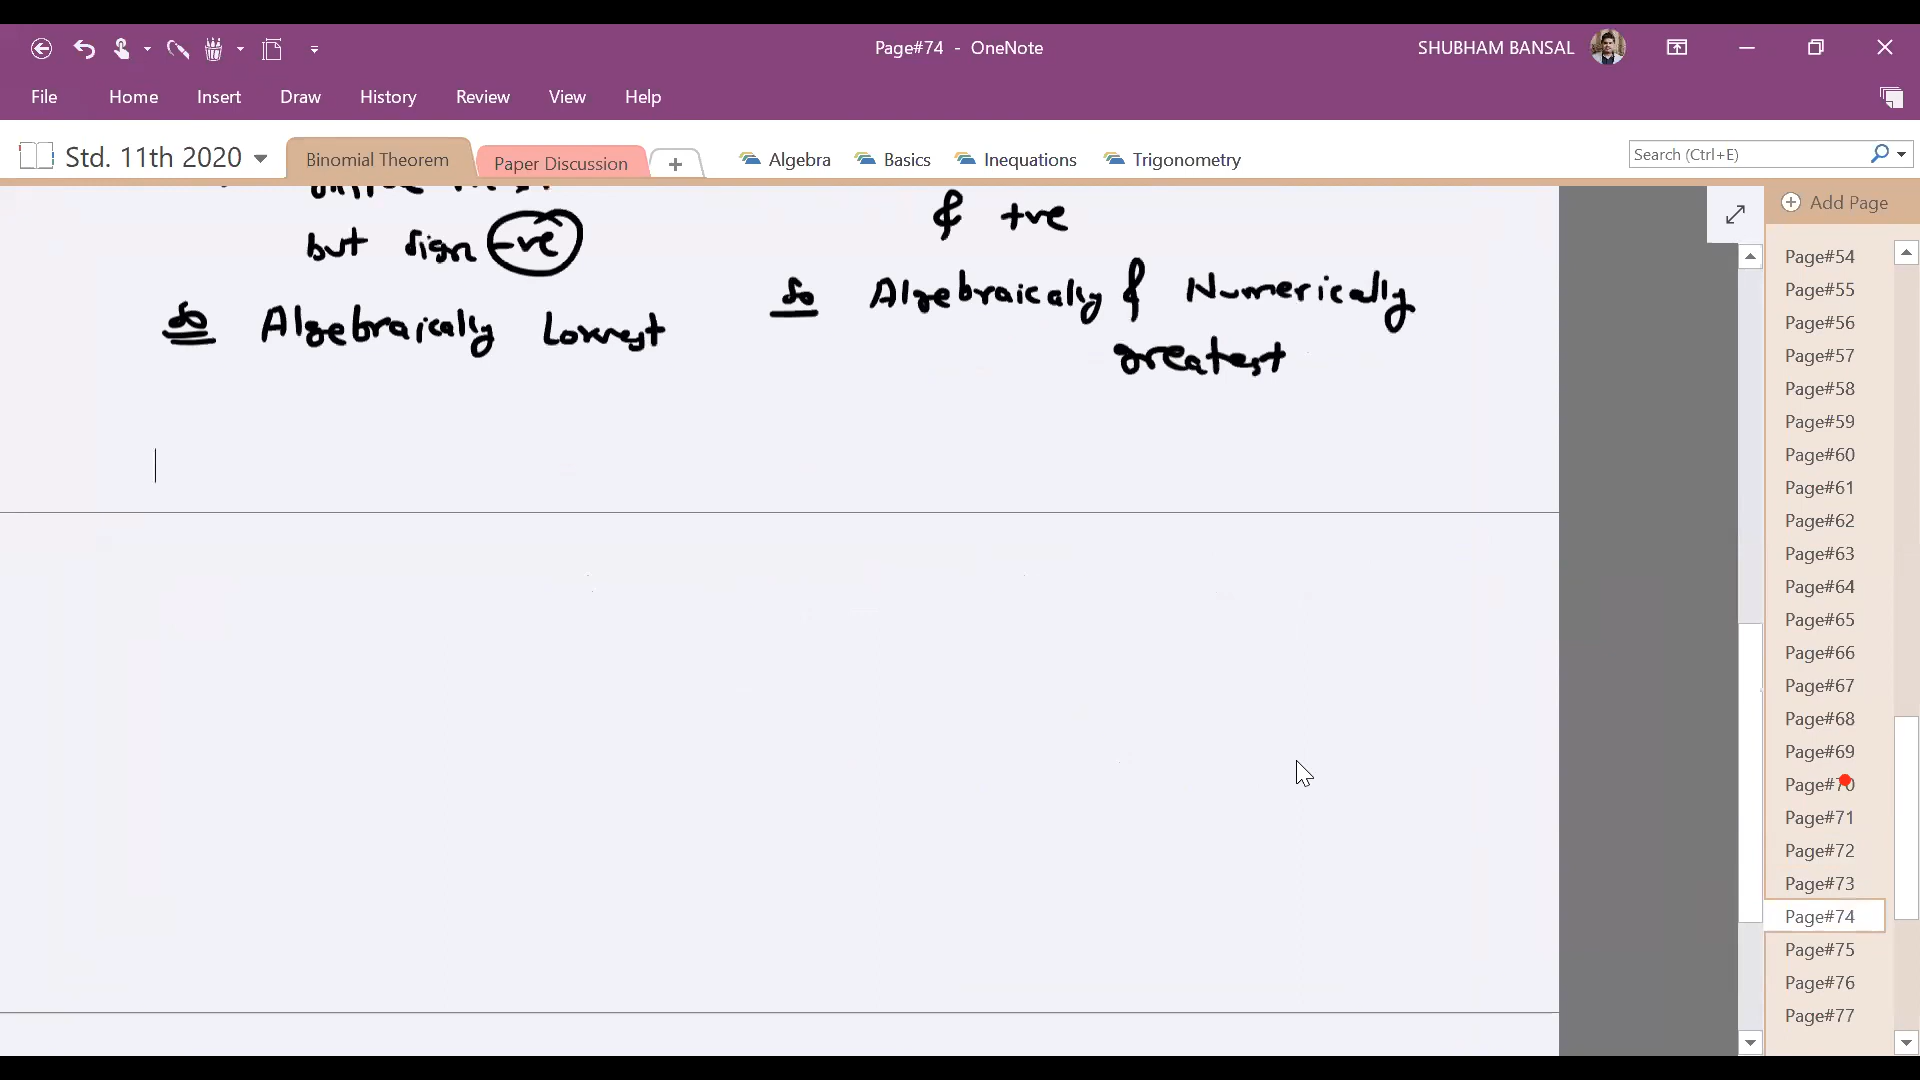 Page#74 - OneNote
SHUBHAM BANSAL
File Home Insert Draw History Review View Help
Std. 11th 2020
Binomial Theorem
Paper Discussion
Algebra
Basics
Inequations
Trigonometry
Search (Ctrl+E)
but sign -ve
So Algebraically Lowest
& +ve
So Algebraically & Numerically
greatest
Add Page
Page#54
Page#55
Page#56
Page#57
Page#58
Page#59
Page#60
Page#61
Page#62
Page#63
Page#64
Page#65
Page#66
Page#67
Page#68
Page#69
Page#70
Page#71
Page#72
Page#73
Page#74
Page#75
Page#76
Page#77